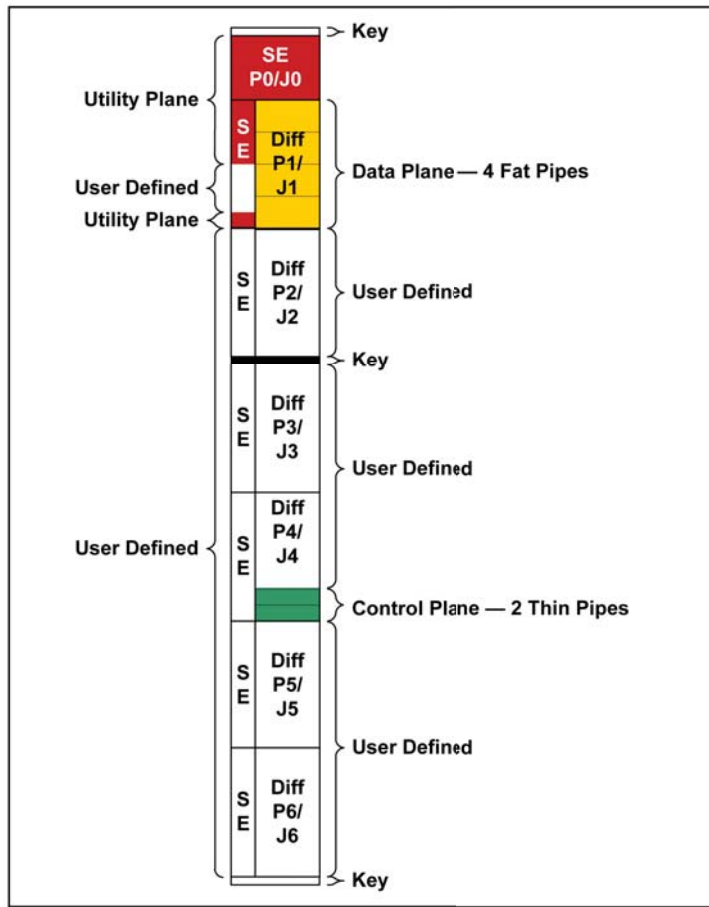 Key
SE
P0/J0
Utility Plane
S
E
Diff
P1/
J1
Data Plane — 4 Fat Pipes
User Defined
Utility Plane
S
E
Diff
P2/
J2
User Defined
Key
S
E
Diff
P3/
J3
User Defined
S
E
Diff
P4/
J4
User Defined
Control Plane — 2 Thin Pipes
S
E
Diff
P5/
J5
User Defined
S
E
Diff
P6/
J6
Key